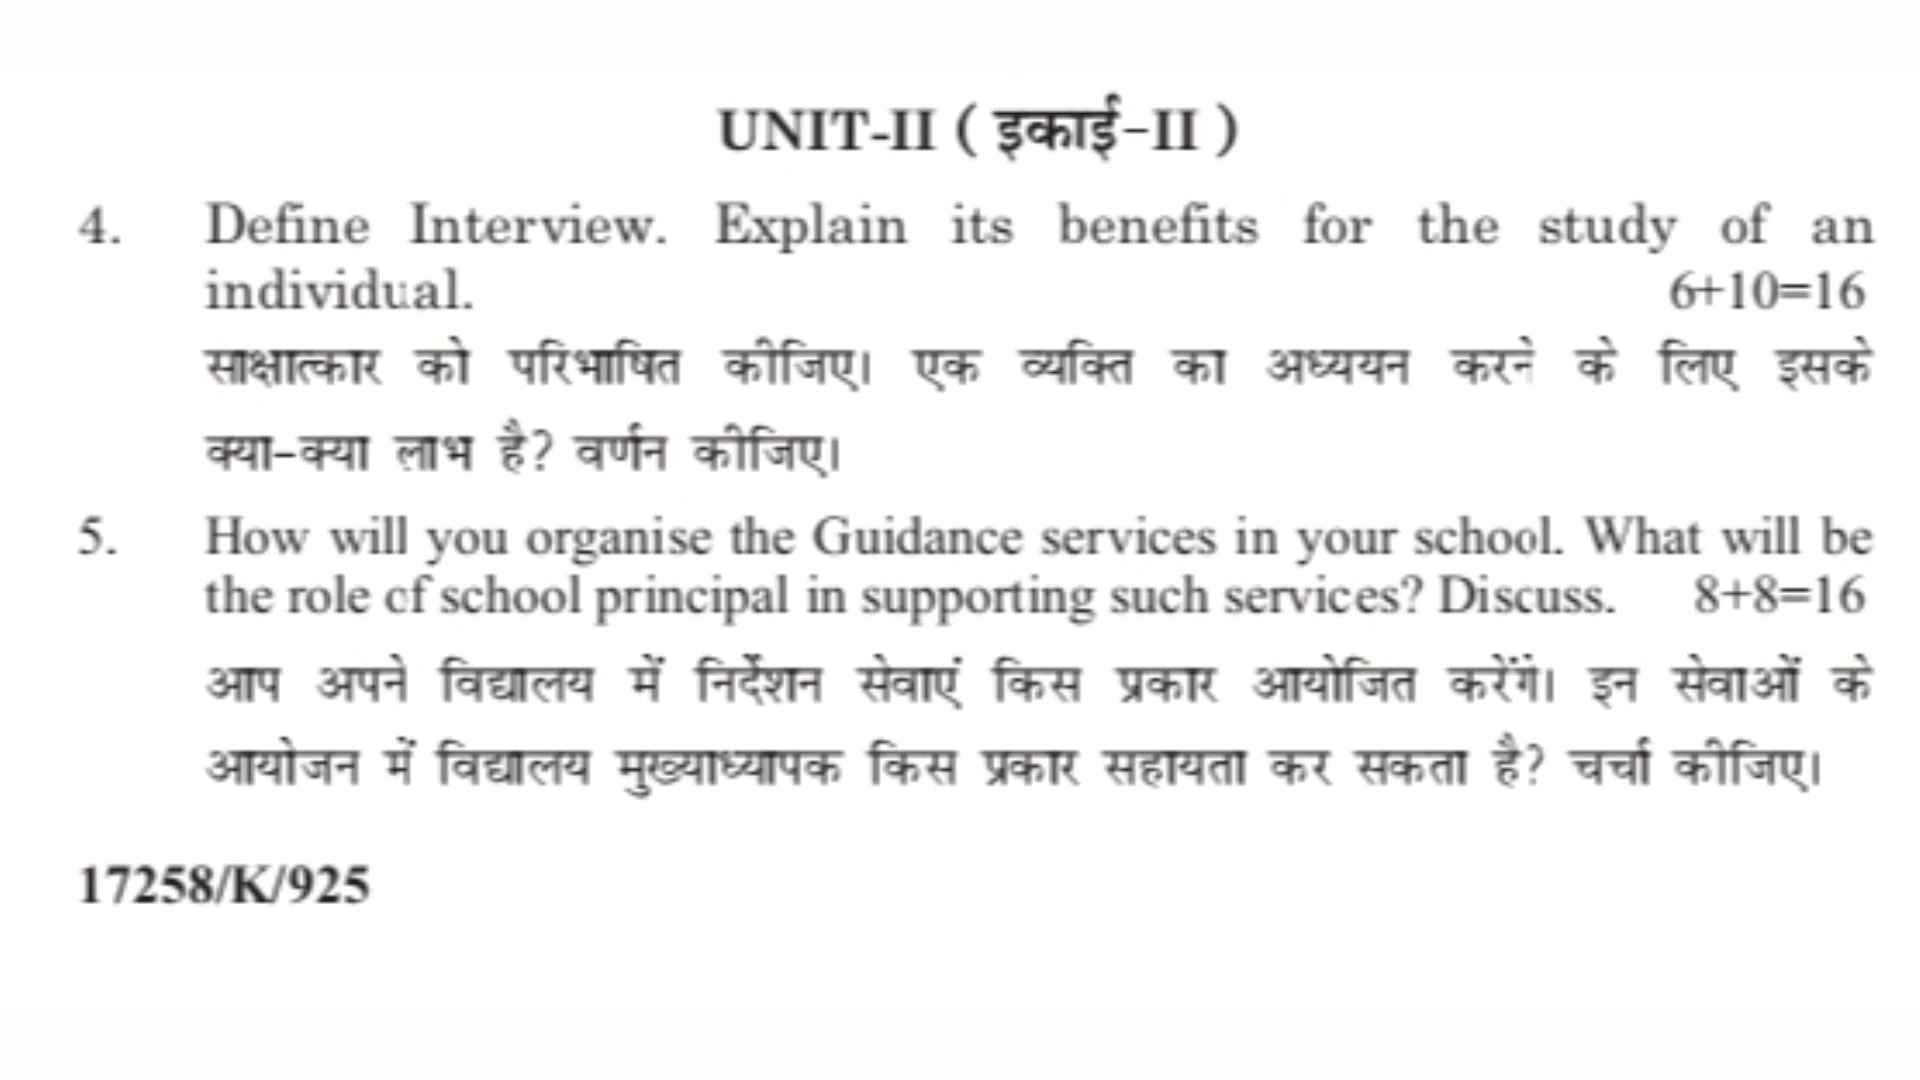 UNIT-II ( इकाई-II )
4. Define Interview. Explain its benefits for the study of an
individual. 6+10=16
साक्षात्कार को परिभाषित कीजिए। एक व्यक्ति का अध्ययन करने के लिए इसके
क्या-क्या लाभ है? वर्णन कीजिए।
5. How will you organise the Guidance services in your school. What will be
the role of school principal in supporting such services? Discuss. 8+8=16
आप अपने विद्यालय में निर्देशन सेवाएं किस प्रकार आयोजित करेंगे। इन सेवाओं के
आयोजन में विद्यालय मुख्याध्यापक किस प्रकार सहायता कर सकता है? चर्चा कीजिए।
17258/K/925